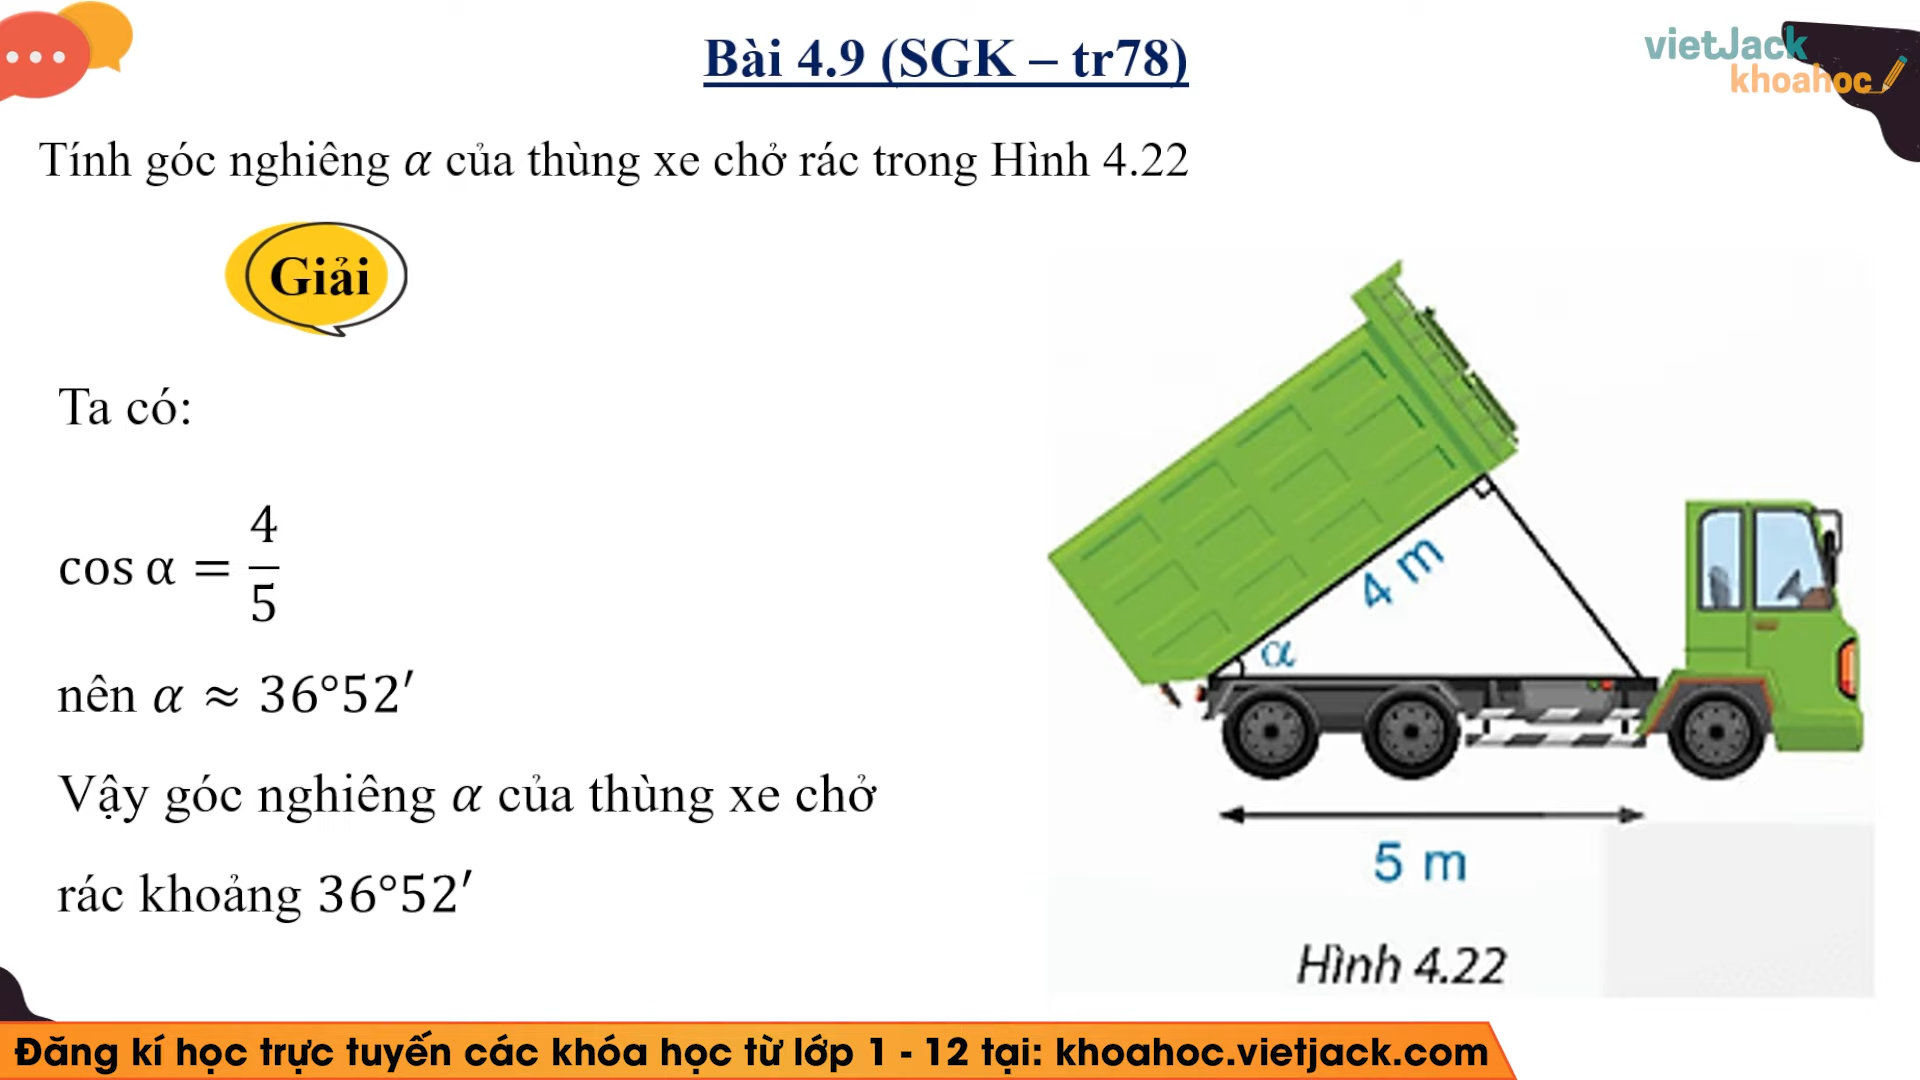 Bài 4.9 (SGK – tr78)
vietJack
khoahoc
Tính góc nghiêng α của thùng xe chở rác trong Hình 4.22
Giải
Ta có:
cos α = 4/5
nên α ≈ 36°52′
Vậy góc nghiêng α của thùng xe chở
rác khoảng 36°52′
4 m
α
5 m
Hình 4.22
Đăng kí học trực tuyến các khóa học từ lớp 1 - 12 tại: khoahoc.vietjack.com